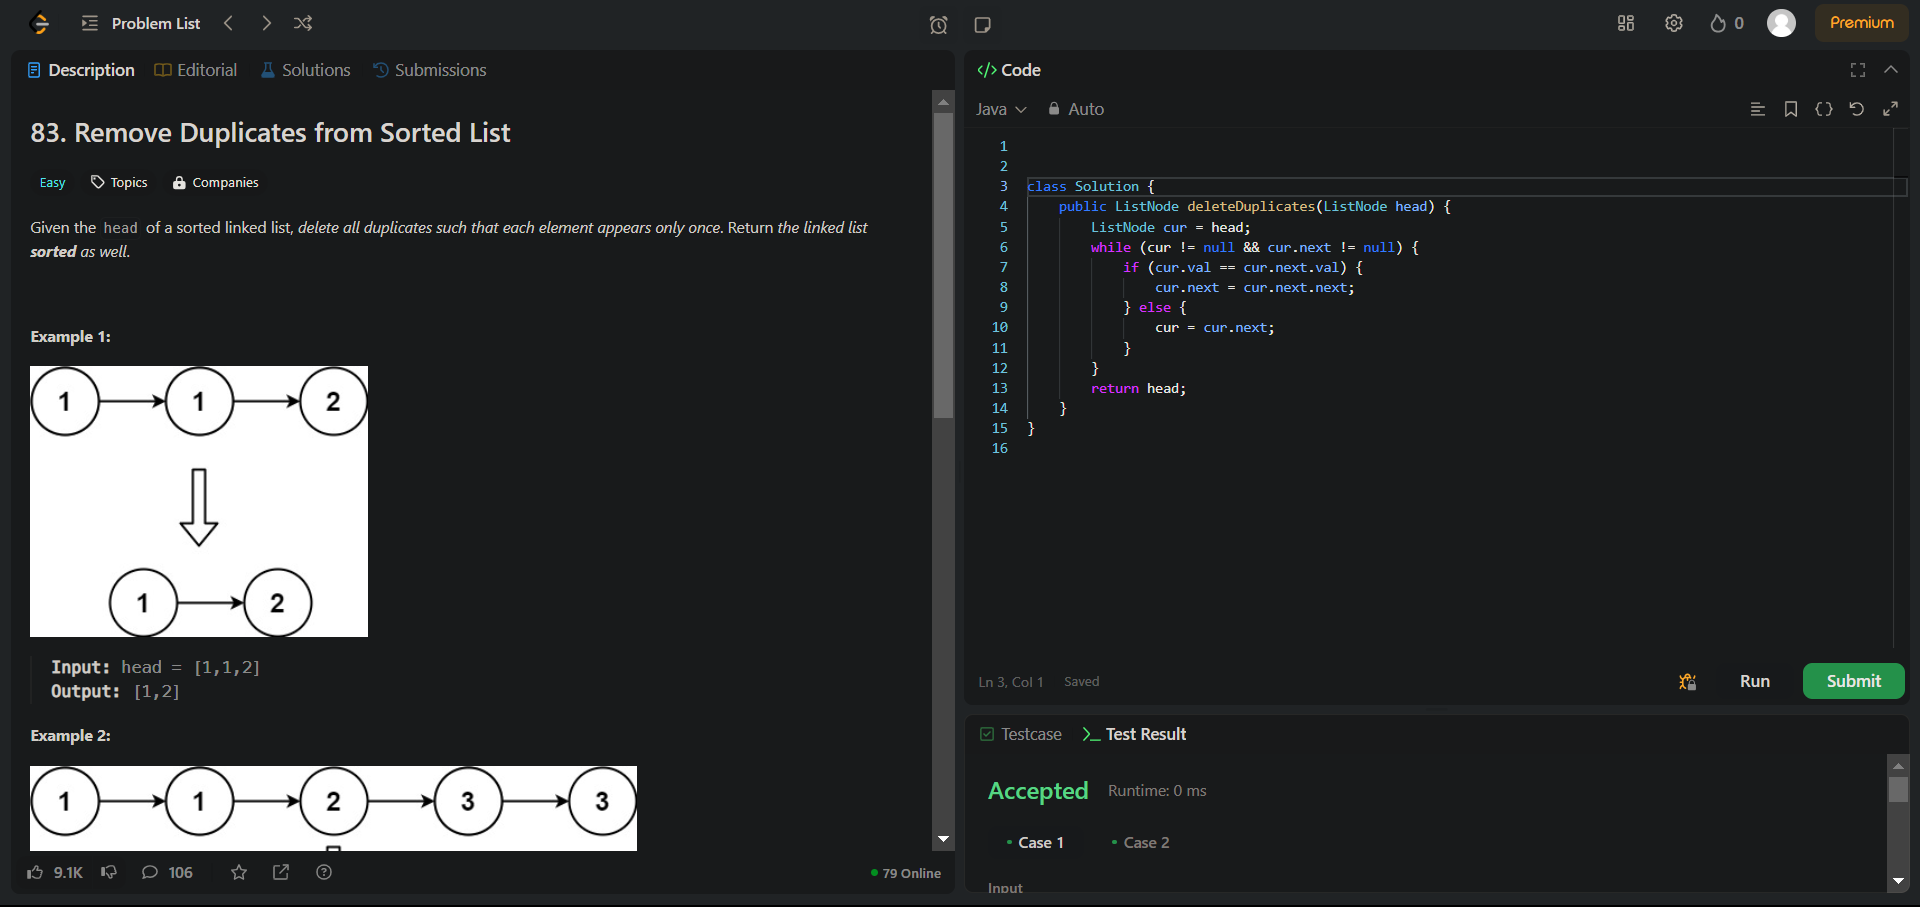 Problem List
0
Premium
Description Editorial Solutions Submissions
83. Remove Duplicates from Sorted List
Easy Topics Companies
Given the head of a sorted linked list, delete all duplicates such that each element appears only once. Return the linked list
sorted as well.
Example 1:
1 1 2
1 2
Input: head = [1,1,2]
Output: [1,2]
Example 2:
1 1 2 3 3
9.1K 106
79 Online
Code
Java Auto
1
2
3 class Solution {
4 public ListNode deleteDuplicates(ListNode head) {
5 ListNode cur = head;
6 while (cur != null && cur.next != null) {
7 if (cur.val == cur.next.val) {
8 cur.next = cur.next.next;
9 } else {
10 cur = cur.next;
11 }
12 }
13 return head;
14 }
15 }
16
Ln 3, Col 1 Saved
Run Submit
Testcase Test Result
Accepted Runtime: 0 ms
Case 1 Case 2
Input